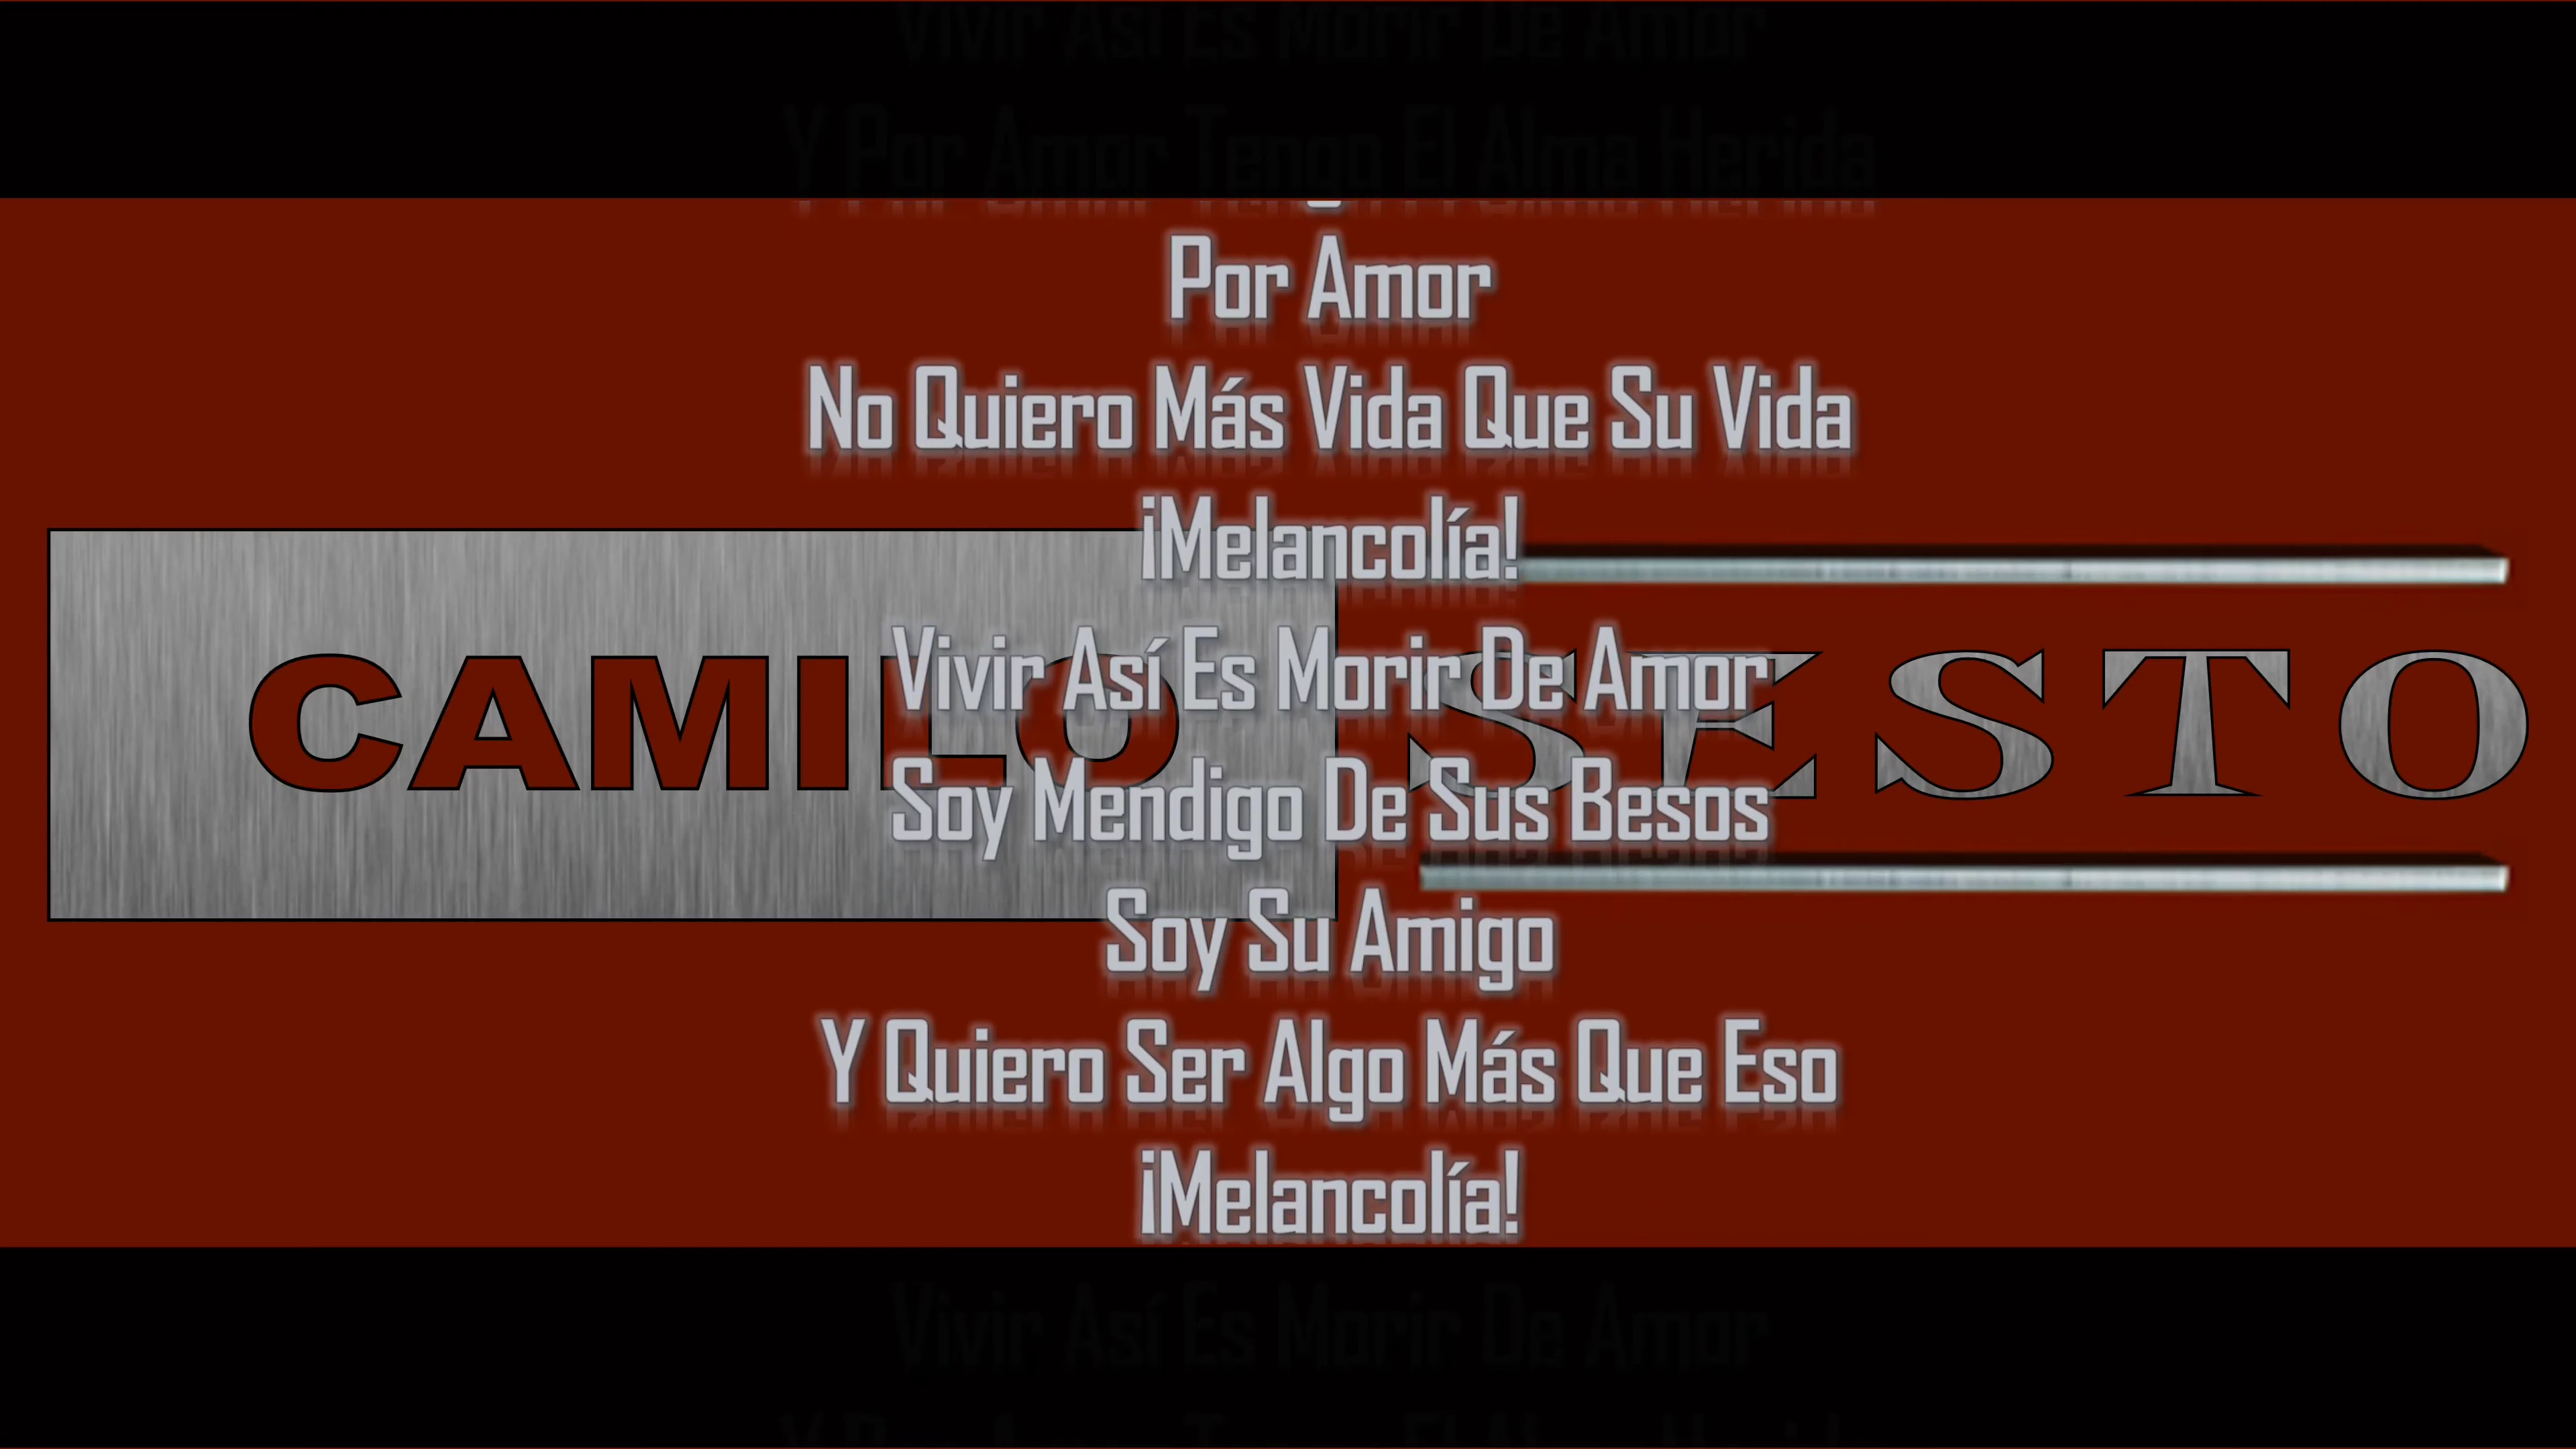 Vivir Así Es Morir De Amor
Y Por Amor Tengo El Alma Herida
Por Amor
No Quiero Más Vida Que Su Vida
¡Melancolía!
Vivir Así Es Morir De Amor
CAMILO SESTO
Soy Mendigo De Sus Besos
Soy Su Amigo
Y Quiero Ser Algo Más Que Eso
¡Melancolía!
Vivir Así Es Morir De Amor